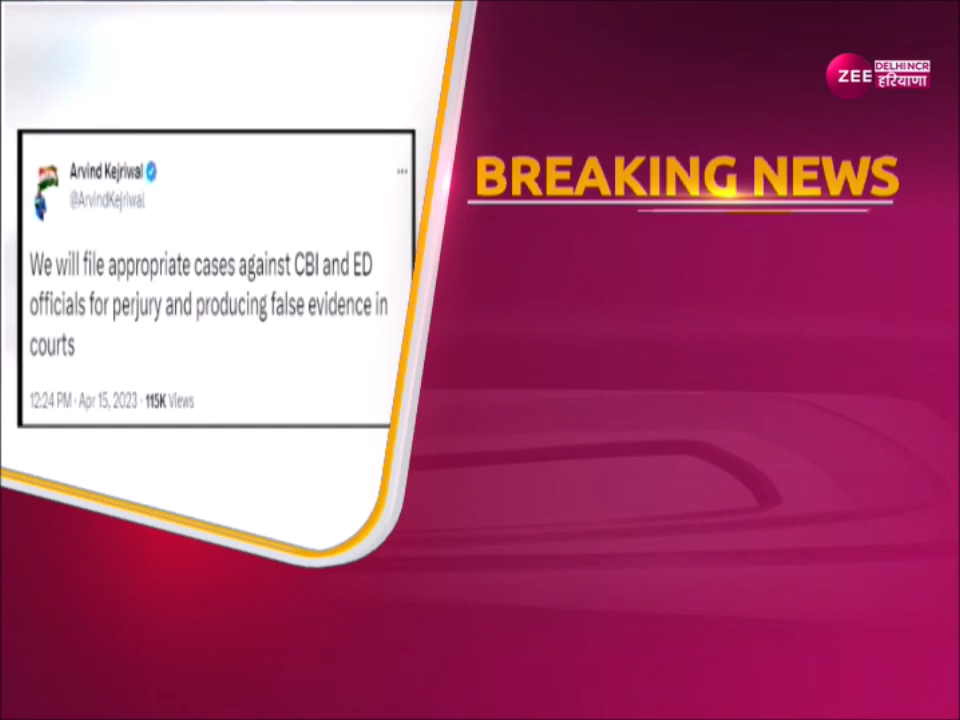 ZEE DELHI NCR
हरियाणा
BREAKING NEWS
Arvind Kejriwal
@ArvindKejriwal
We will file appropriate cases against CBI and ED
officials for perjury and producing false evidence in
courts
12:24 PM · Apr 15, 2023 · 115K Views